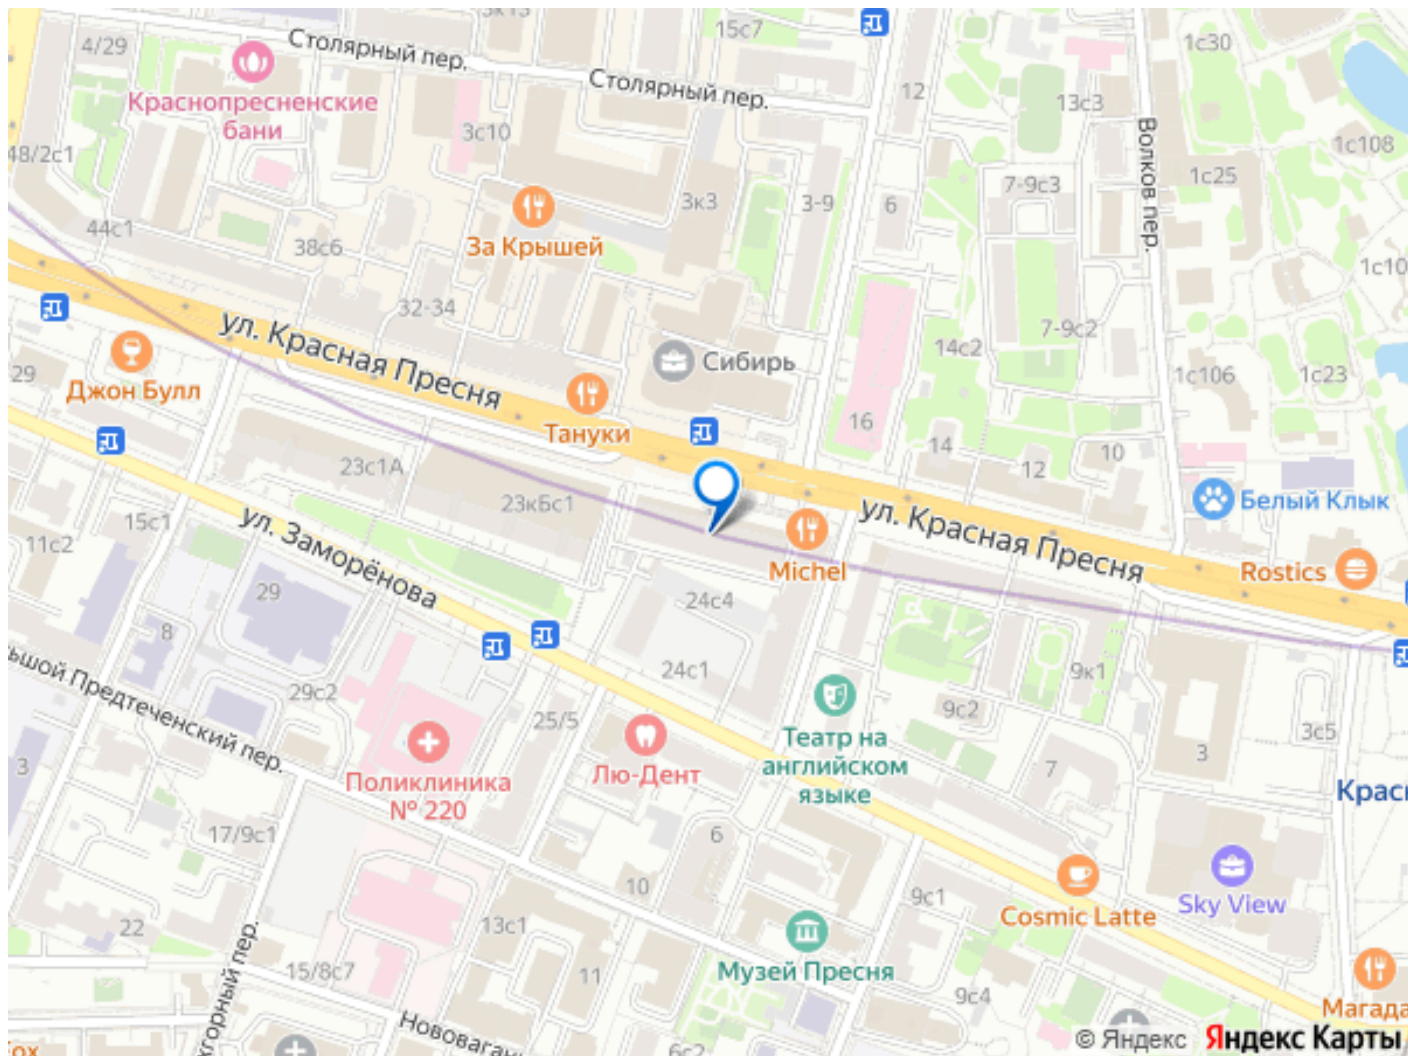 15с7
4/29
Столярный пер.
1с30
Столярный пер.
12
13с3
Краснопресненские
бани
3с10
Волков пер.
1с108
48/2с1
1с25
7-9с3
3к3
3-9
6
44с1
38с6
За Крышей
1с10
32-34
ул. Красная Пресня
7-9с2
14с2
Сибирь
29
Джон Булл
1с106
1с23
Тануки
16
14
12
10
23с1А
23кБс1
Белый Клык
15с1
ул. Заморёнова
ул. Красная Пресня
11с2
Michel
Rostics
29
24с4
8
24с1
9к1
29с2
9с2
25/5
3с5
Театр на
английском
языке
3
Предтеченский пер.
7
3
Поликлиника
№ 220
Лю-Дент
17/9с1
6
10
9с1
Sky View
Cosmic Latte
22
13с1
15/8с7
11
Музей Пресня
9с4
Магада
6с2
© Яндекс Яндекс Карты